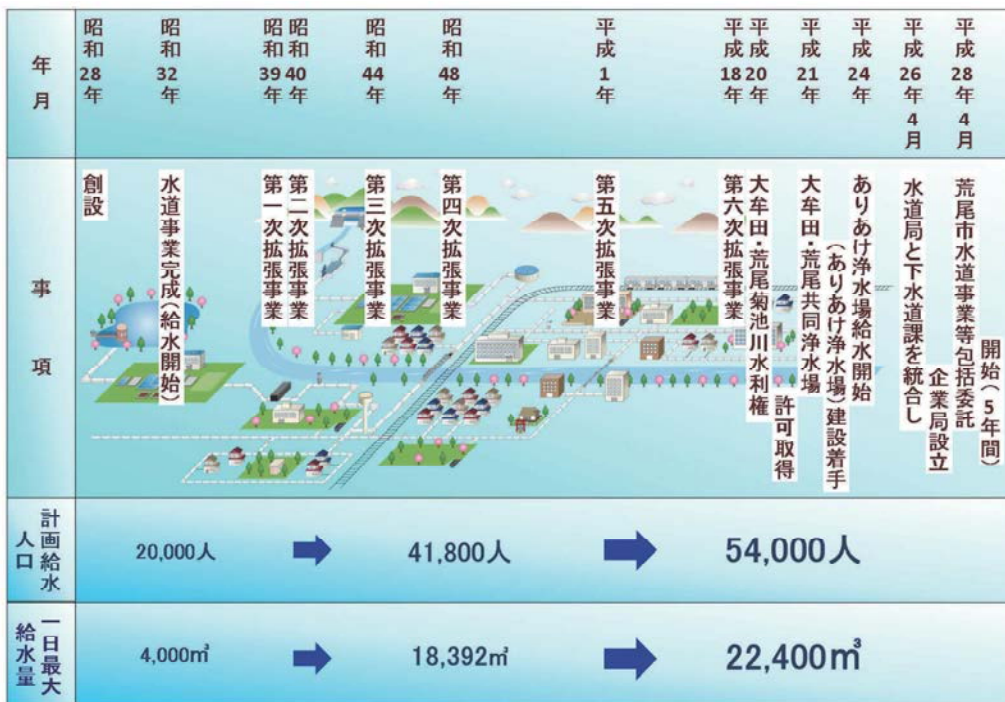 年月
昭和28年
昭和32年
昭和39年
昭和40年
昭和44年
昭和48年
平成1年
平成18年
平成20年
平成21年
平成24年
平成26年4月
平成28年4月
事項
創設
水道事業完成(給水開始)
第一次拡張事業
第二次拡張事業
第三次拡張事業
第四次拡張事業
第五次拡張事業
第六次拡張事業
大牟田・荒尾菊池川水利権
許可取得
大牟田・荒尾共同浄水場
(ありあけ浄水場)建設着手
ありあけ浄水場給水開始
水道局と下水道課を統合し
企業局設立
荒尾市水道事業等包括委託
開始(5年間)
計画給水
人口
20,000人
41,800人
54,000人
一日最大
給水量
4,000㎥
18,392㎥
22,400㎥